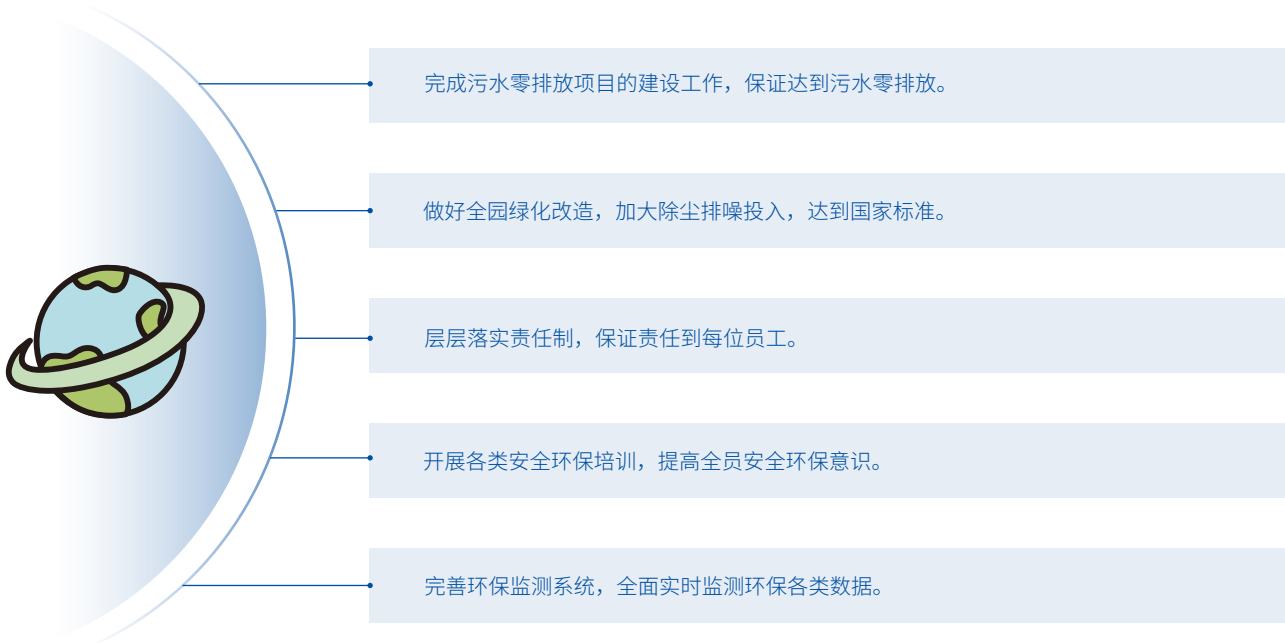 完成污水零排放项目的建设工作，保证达到污水零排放。
做好全园绿化改造，加大除尘排噪投入，达到国家标准。
层层落实责任制，保证责任到每位员工。
开展各类安全环保培训，提高全员安全环保意识。
完善环保监测系统，全面实时监测环保各类数据。